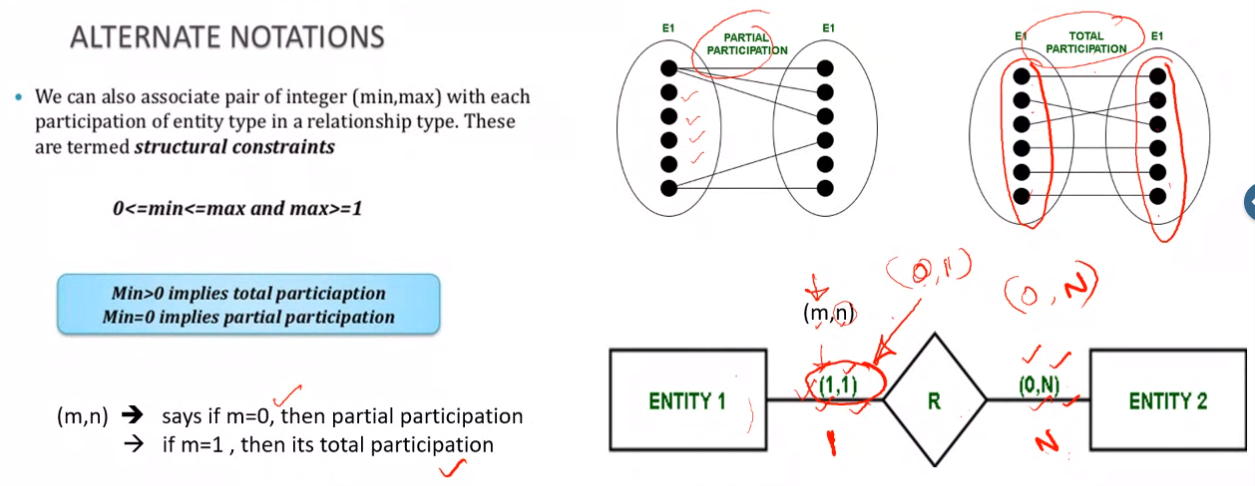 ALTERNATE NOTATIONS
• We can also associate pair of integer (min,max) with each
participation of entity type in a relationship type. These
are termed structural constraints
0<=min<=max and max>=1
Min>0 implies total particiaption
Min=0 implies partial participation
(m,n) → says if m=0, then partial participation
→ if m=1 , then its total participation
E1
PARTIAL
PARTICIPATION
E1
E1
TOTAL
PARTICIPATION
E1
(0,1)
(0,N)
(m,n)
(1,1)
(0,N)
ENTITY 1
R
ENTITY 2
1
N